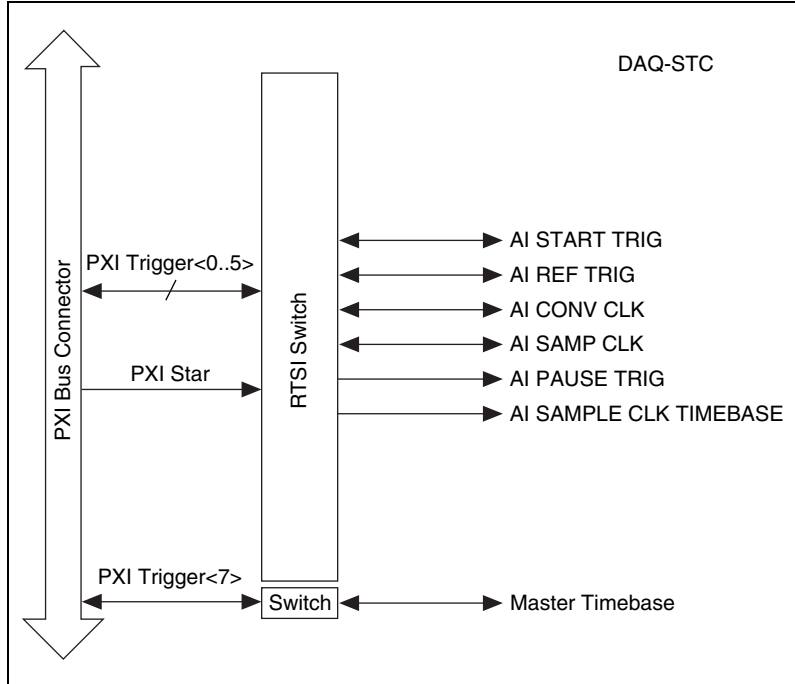 DAQ-STC
PXI Bus Connector
PXI Trigger<0..5>
PXI Star
PXI Trigger<7>
RTSI Switch
Switch
AI START TRIG
AI REF TRIG
AI CONV CLK
AI SAMP CLK
AI PAUSE TRIG
AI SAMPLE CLK TIMEBASE
Master Timebase